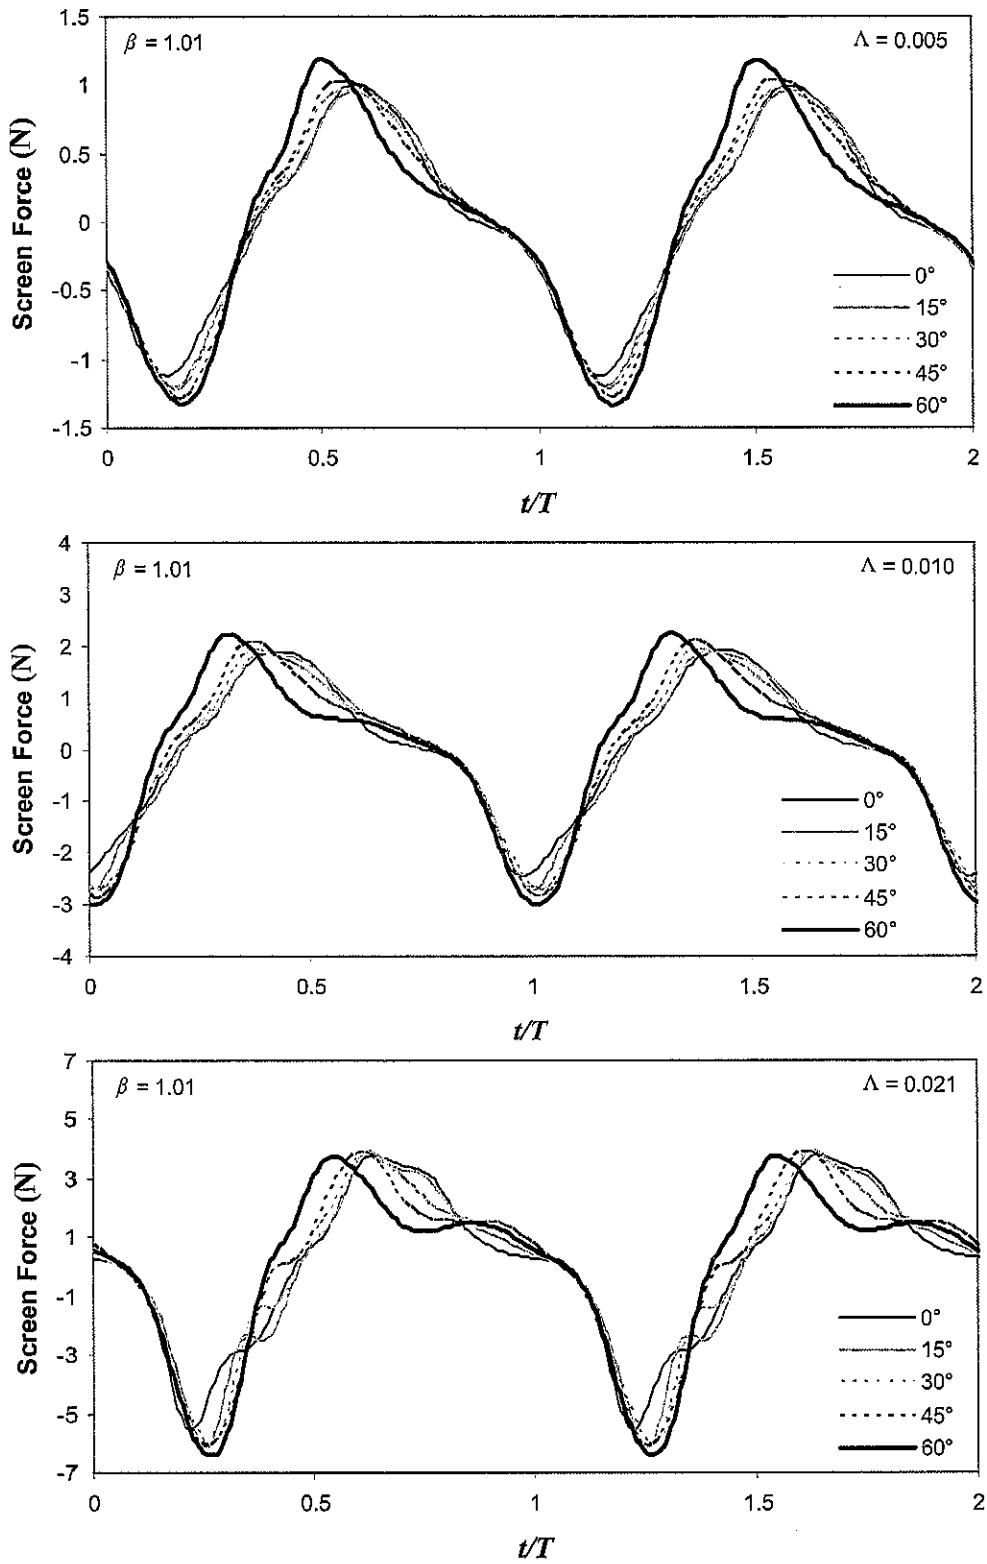 1.5
β = 1.01
Λ = 0.005
1
0.5
0
-0.5
-1
-1.5
Screen Force (N)
0°
15°
30°
45°
60°
0 0.5 1 1.5 2
t/T
4
β = 1.01
Λ = 0.010
3
2
1
0
-1
-2
-3
-4
Screen Force (N)
0°
15°
30°
45°
60°
0 0.5 1 1.5 2
t/T
7
β = 1.01
Λ = 0.021
5
3
1
-1
-3
-5
-7
Screen Force (N)
0°
15°
30°
45°
60°
0 0.5 1 1.5 2
t/T